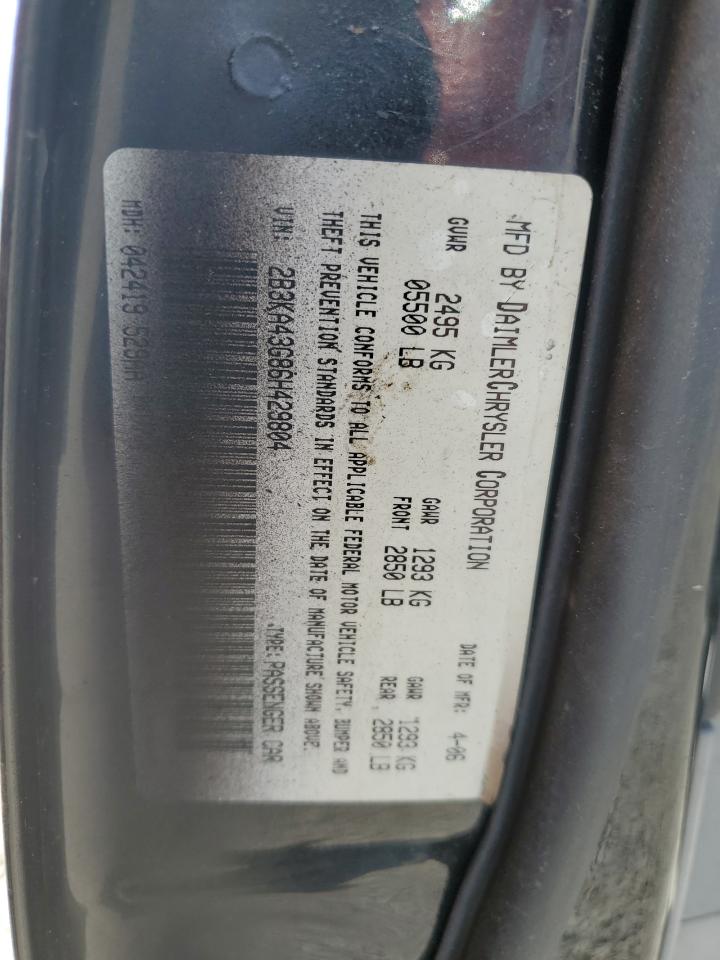 MFD BY DAIMLERCHRYSLER CORPORATION
DATE OF MFR: 4-06
GVWR 2495 KG
05500 LB
GAWR FRONT 1293 KG
2850 LB
GAWR REAR 1293 KG
2850 LB
THIS VEHICLE CONFORMS TO ALL APPLICABLE FEDERAL MOTOR VEHICLE SAFETY, BUMPER AND
THEFT PREVENTION STANDARDS IN EFFECT ON THE DATE OF MANUFACTURE SHOWN ABOVE.
VIN: 2B3KA43G86H429804
TYPE: PASSENGER CAR
MDH: 042419